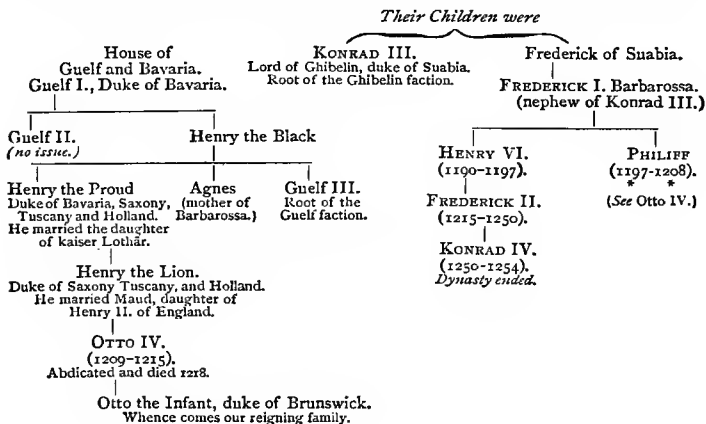 Their Children were
House of
Guelf and Bavaria.
Guelf I., Duke of Bavaria.
Guelf II.
(no issue.)
Henry the Black
Henry the Proud
Duke of Bavaria, Saxony,
Tuscany and Holland.
He married the daughter
of kaiser Lothär.
Agnes
(mother of
Barbarossa.)
Guelf III.
Root of the
Guelf faction.
Henry the Lion.
Duke of Saxony Tuscany, and Holland.
He married Maud, daughter of
Henry II. of England.
OTTO IV.
(1209-1215).
Abdicated and died 1218.
Otto the Infant, duke of Brunswick.
Whence comes our reigning family.
KONRAD III.
Lord of Ghibelin, duke of Suabia.
Root of the Ghibelin faction.
Frederick of Suabia.
FREDERICK I. Barbarossa.
(nephew of Konrad III.)
HENRY VI.
(1190-1197).
FREDERICK II.
(1215-1250).
KONRAD IV.
(1250-1254).
Dynasty ended.
PHILIFF
(1197-1208).
* *
(See Otto IV.)